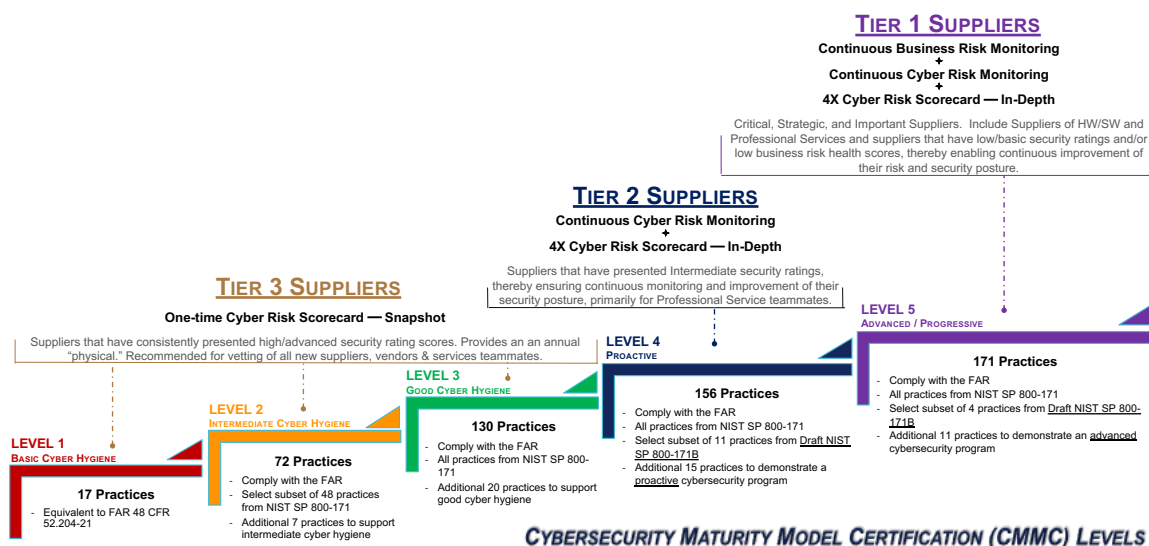 TIER 1 SUPPLIERS
Continuous Business Risk Monitoring
+
Continuous Cyber Risk Monitoring
+
4X Cyber Risk Scorecard — In-Depth
Critical, Strategic, and Important Suppliers. Include Suppliers of HW/SW and
Professional Services and suppliers that have low/basic security ratings and/or
low business risk health scores, thereby enabling continuous improvement of
their risk and security posture.
TIER 2 SUPPLIERS
Continuous Cyber Risk Monitoring
+
4X Cyber Risk Scorecard — In-Depth
Suppliers that have presented Intermediate security ratings,
thereby ensuring continuous monitoring and improvement of their
security posture, primarily for Professional Service teammates.
TIER 3 SUPPLIERS
One-time Cyber Risk Scorecard — Snapshot
Suppliers that have consistently presented high/advanced security rating scores. Provides an an annual
“physical.” Recommended for vetting of all new suppliers, vendors & services teammates.
LEVEL 1
BASIC CYBER HYGIENE
17 Practices
- Equivalent to FAR 48 CFR
52.204-21
LEVEL 2
INTERMEDIATE CYBER HYGIENE
72 Practices
- Comply with the FAR
- Select subset of 48 practices
from NIST SP 800-171
- Additional 7 practices to support
intermediate cyber hygiene
LEVEL 3
GOOD CYBER HYGIENE
130 Practices
- Comply with the FAR
- All practices from NIST SP 800-
171
- Additional 20 practices to support
good cyber hygiene
LEVEL 4
PROACTIVE
156 Practices
- Comply with the FAR
- All practices from NIST SP 800-171
- Select subset of 11 practices from Draft NIST
SP 800-171B
- Additional 15 practices to demonstrate a
proactive cybersecurity program
LEVEL 5
ADVANCED / PROGRESSIVE
171 Practices
- Comply with the FAR
- All practices from NIST SP 800-171
- Select subset of 4 practices from Draft NIST SP 800-
171B
- Additional 11 practices to demonstrate an advanced
cybersecurity program
CYBERSECURITY MATURITY MODEL CERTIFICATION (CMMC) LEVELS